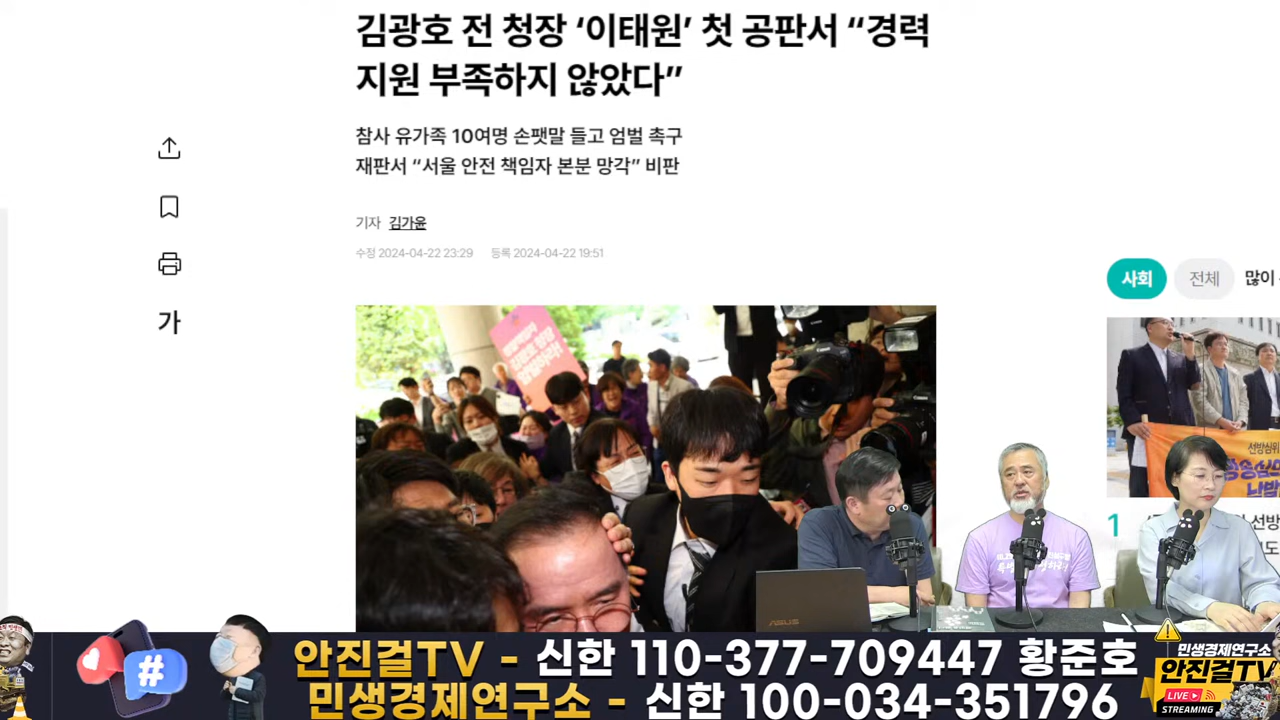 김광호 전 청장 ‘이태원’ 첫 공판서 “경력
지원 부족하지 않았다”
참사 유가족 10여명 손팻말 들고 엄벌 촉구
재판서 “서울 안전 책임자 본분 망각” 비판
기자 김가윤
수정 2024-04-22 23:29 등록 2024-04-22 19:51
가
사회 전체 많이
1
선방
ASUS
안진걸TV - 신한 110-377-709447 황준호
민생경제연구소 - 신한 100-034-351796
#
민생경제연구소
안진걸TV
LIVE
STREAMING